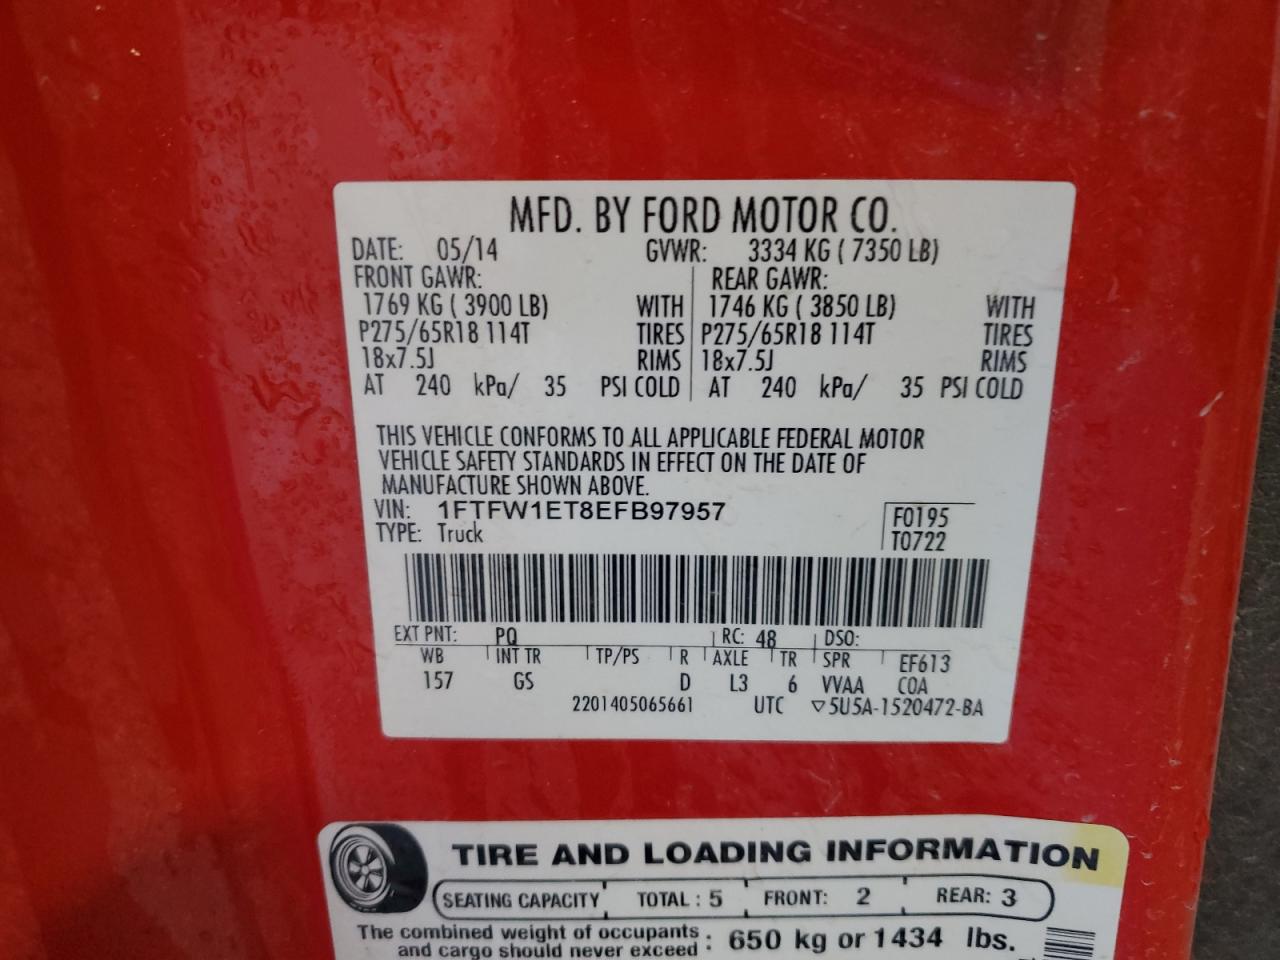 MFD. BY FORD MOTOR CO.
DATE: 05/14 GVWR: 3334 KG ( 7350 LB)
FRONT GAWR: REAR GAWR:
1769 KG ( 3900 LB) WITH 1746 KG ( 3850 LB) WITH
P275/65R18 114T TIRES P275/65R18 114T TIRES
18x7.5J RIMS 18x7.5J RIMS
AT 240 kPa/ 35 PSI COLD AT 240 kPa/ 35 PSI COLD
THIS VEHICLE CONFORMS TO ALL APPLICABLE FEDERAL MOTOR
VEHICLE SAFETY STANDARDS IN EFFECT ON THE DATE OF
MANUFACTURE SHOWN ABOVE.
VIN: 1FTFW1ET8EFB97957 F0195
TYPE: Truck T0722
EXT PNT: PQ RC: 48 DSO:
WB INT TR TP/PS R AXLE TR SPR EF613
157 GS D L3 6 VVAA COA
2201405065661 UTC ▽5U5A-1520472-BA
TIRE AND LOADING INFORMATION
SEATING CAPACITY TOTAL : 5 FRONT: 2 REAR: 3
The combined weight of occupants
and cargo should never exceed : 650 kg or 1434 lbs.